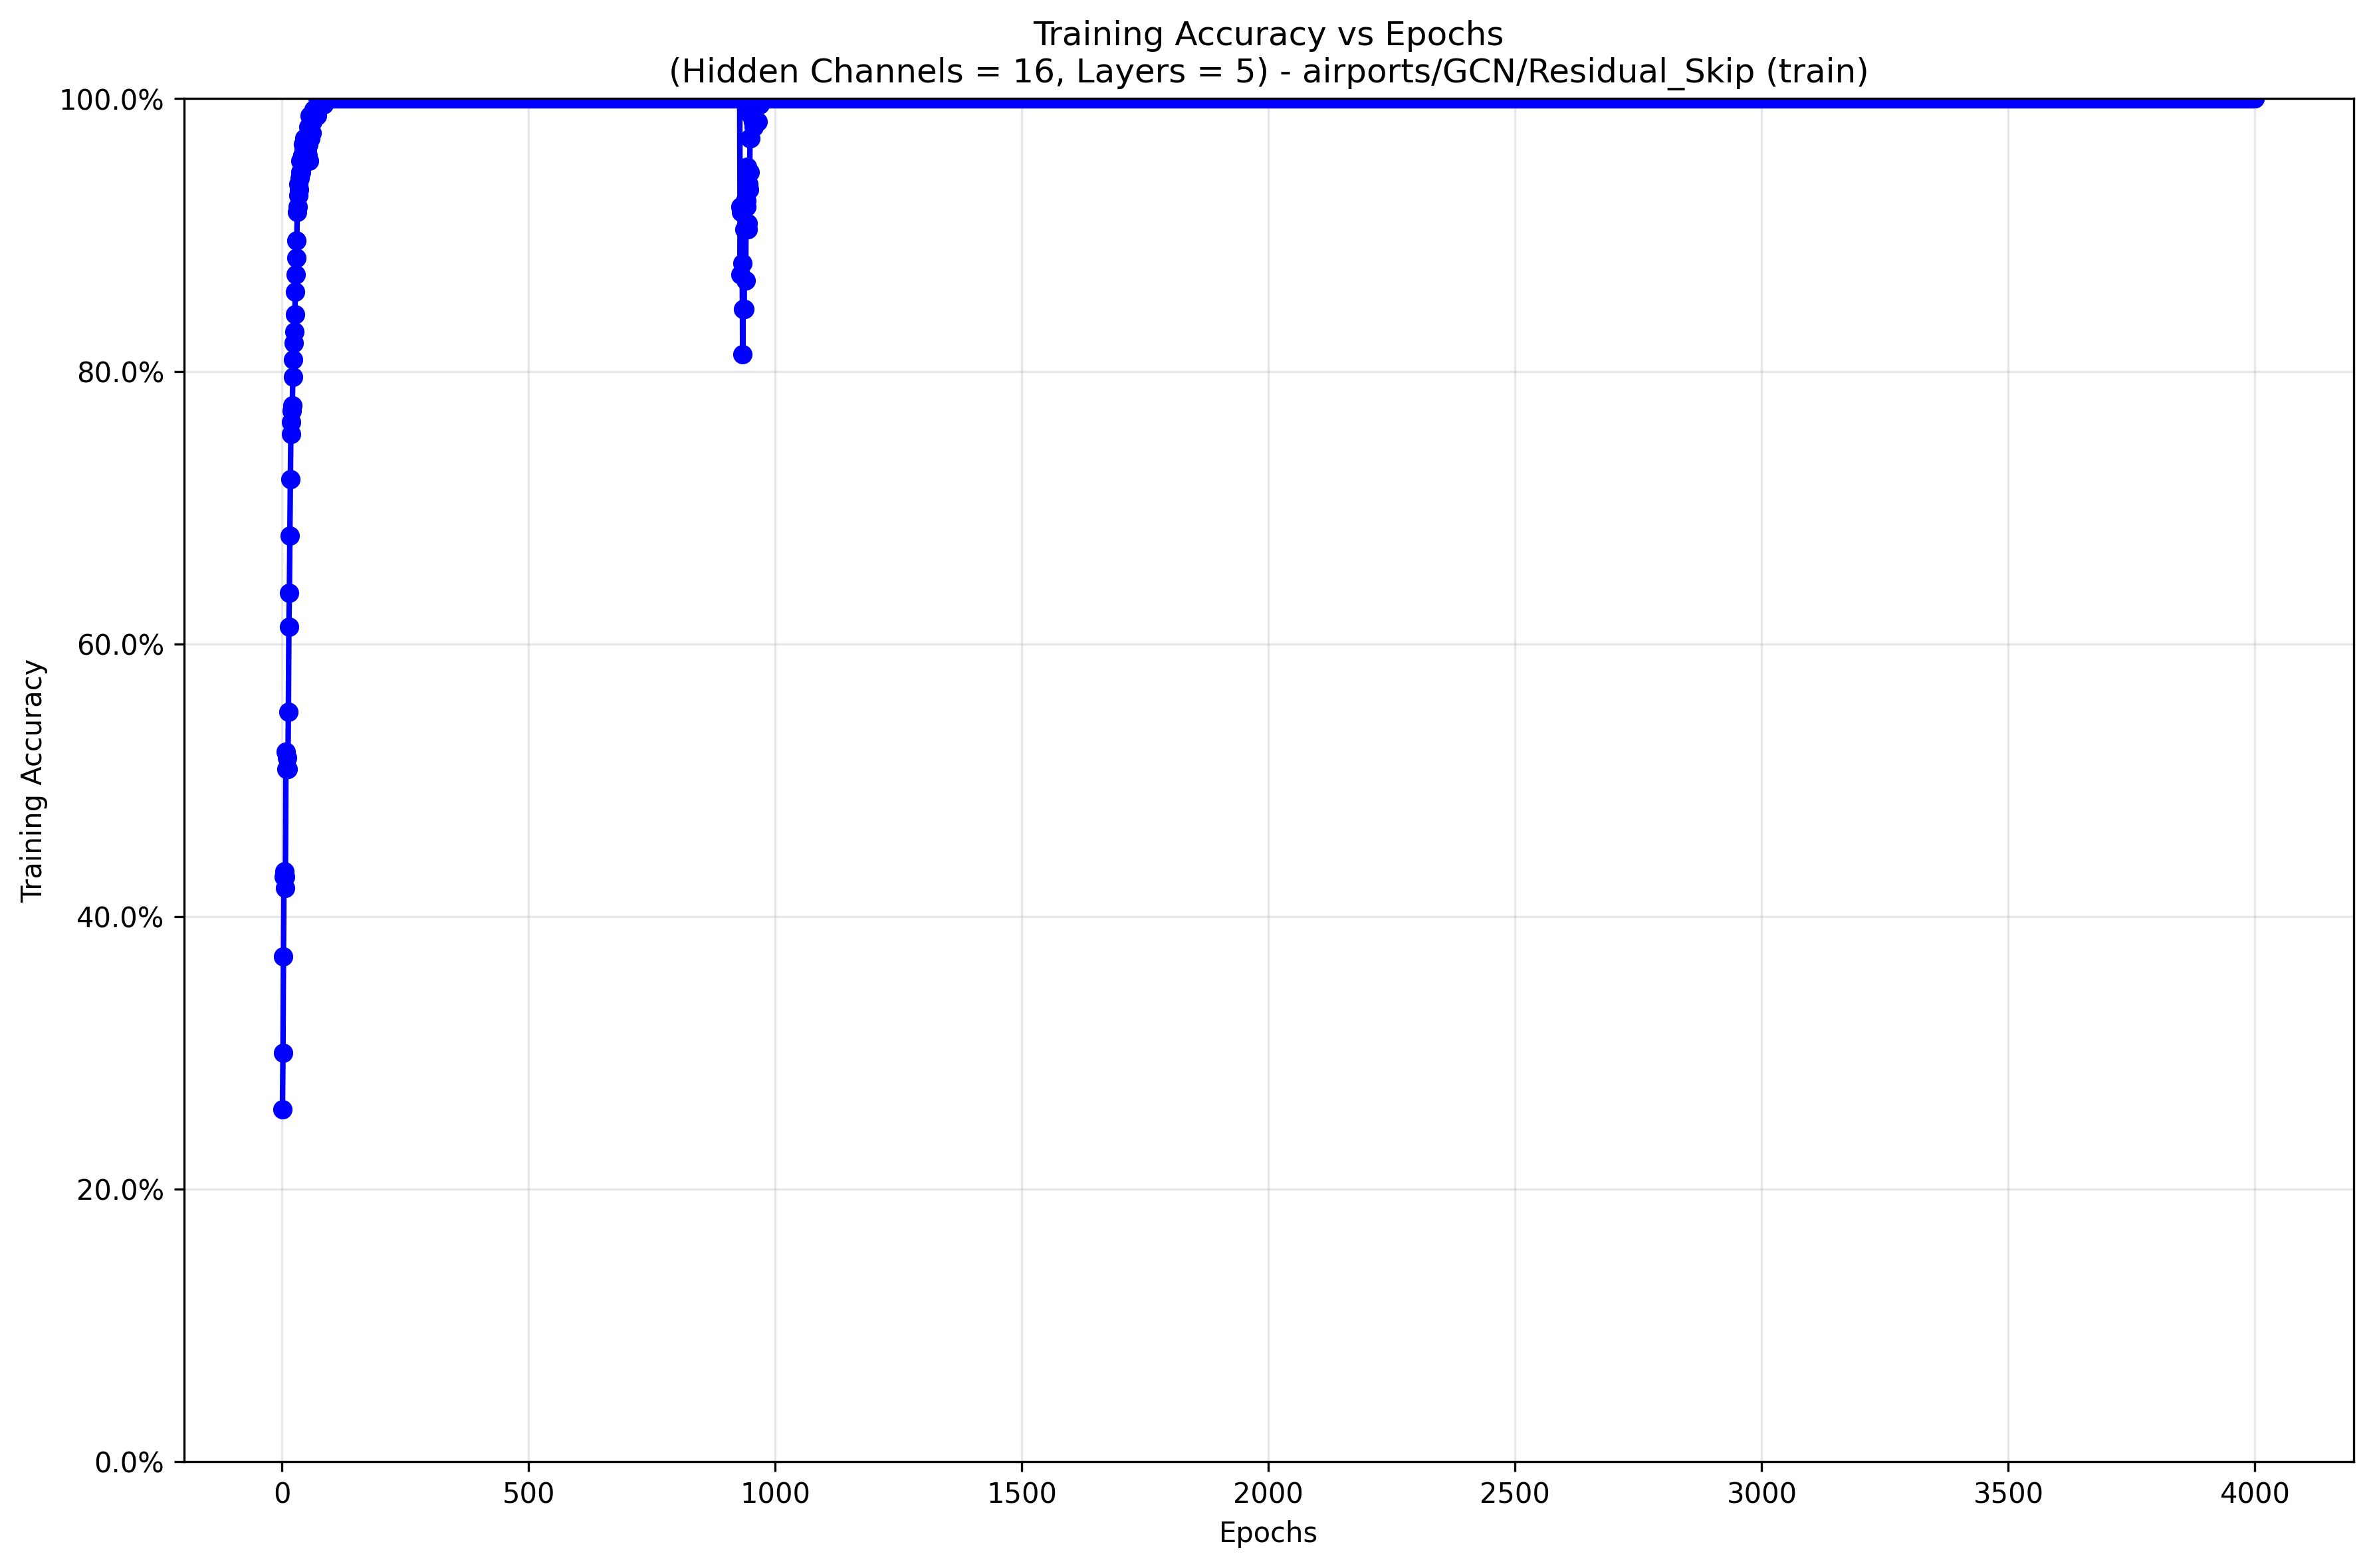 Training Accuracy vs Epochs
(Hidden Channels = 16, Layers = 5) - airports/GCN/Residual_Skip (train)
Training Accuracy
100.0%
80.0%
60.0%
40.0%
20.0%
0.0%
0 500 1000 1500 2000 2500 3000 3500 4000
Epochs